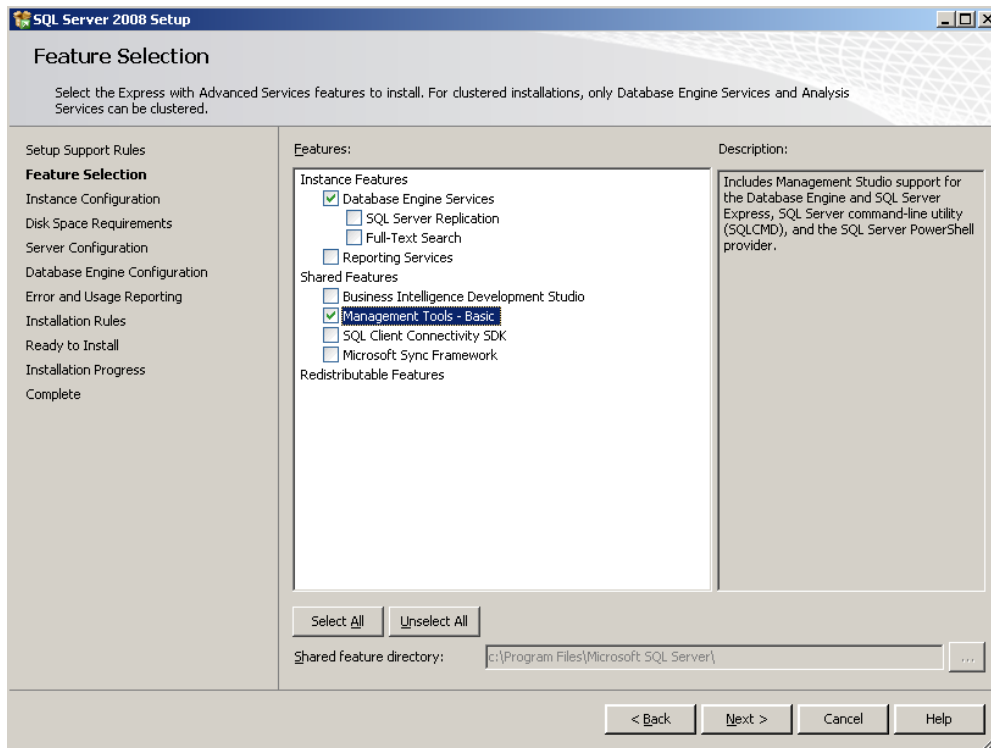 SQL Server 2008 Setup
Feature Selection
Select the Express with Advanced Services features to install. For clustered installations, only Database Engine Services and Analysis
Services can be clustered.
Setup Support Rules
Feature Selection
Instance Configuration
Disk Space Requirements
Server Configuration
Database Engine Configuration
Error and Usage Reporting
Installation Rules
Ready to Install
Installation Progress
Complete
Features:
Instance Features
Database Engine Services
SQL Server Replication
Full-Text Search
Reporting Services
Shared Features
Business Intelligence Development Studio
Management Tools - Basic
SQL Client Connectivity SDK
Microsoft Sync Framework
Redistributable Features
Description:
Includes Management Studio support for
the Database Engine and SQL Server
Express, SQL Server command-line utility
(SQLCMD), and the SQL Server PowerShell
provider.
Select All
Unselect All
Shared feature directory:
c:\Program Files\Microsoft SQL Server\
...
< Back
Next >
Cancel
Help